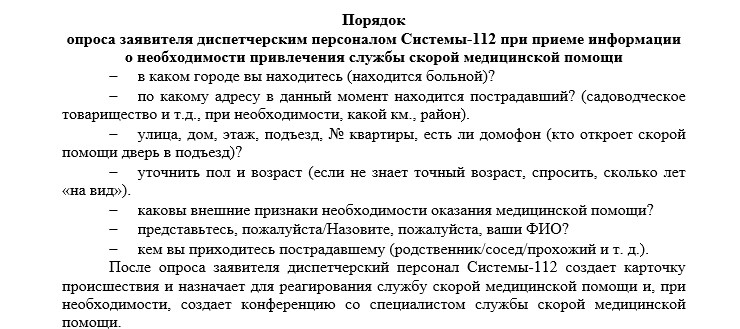 Порядок
опроса заявителя диспетчерским персоналом Системы-112 при приеме информации
о необходимости привлечения службы скорой медицинской помощи
– в каком городе вы находитесь (находится больной)?
– по какому адресу в данный момент находится пострадавший? (садоводческое
товарищество и т.д., при необходимости, какой км., район).
– улица, дом, этаж, подъезд, № квартиры, есть ли домофон (кто откроет скорой
помощи дверь в подъезд)?
– уточнить пол и возраст (если не знает точный возраст, спросить, сколько лет
«на вид»).
– каковы внешние признаки необходимости оказания медицинской помощи?
– представьтесь, пожалуйста/Назовите, пожалуйста, ваши ФИО?
– кем вы приходитесь пострадавшему (родственник/сосед/прохожий и т. д.).
После опроса заявителя диспетчерский персонал Системы-112 создает карточку
происшествия и назначает для реагирования службу скорой медицинской помощи и, при
необходимости, создает конференцию со специалистом службы скорой медицинской
помощи.